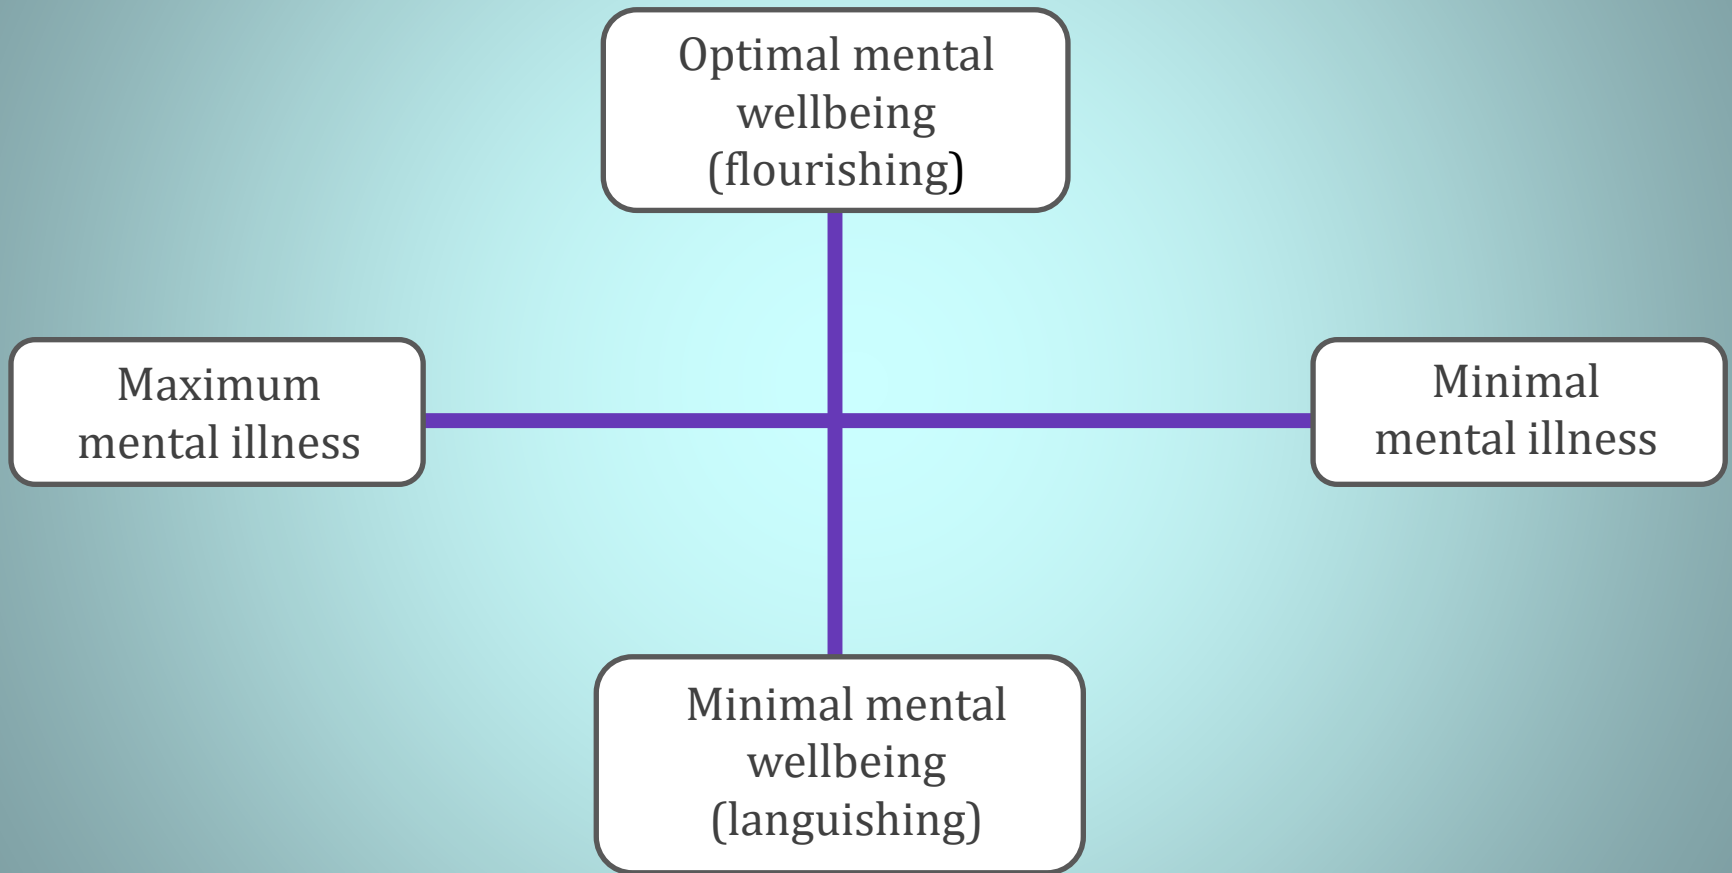 Optimal mental
wellbeing
(flourishing)
Maximum
mental illness
Minimal
mental illness
Minimal mental
wellbeing
(languishing)